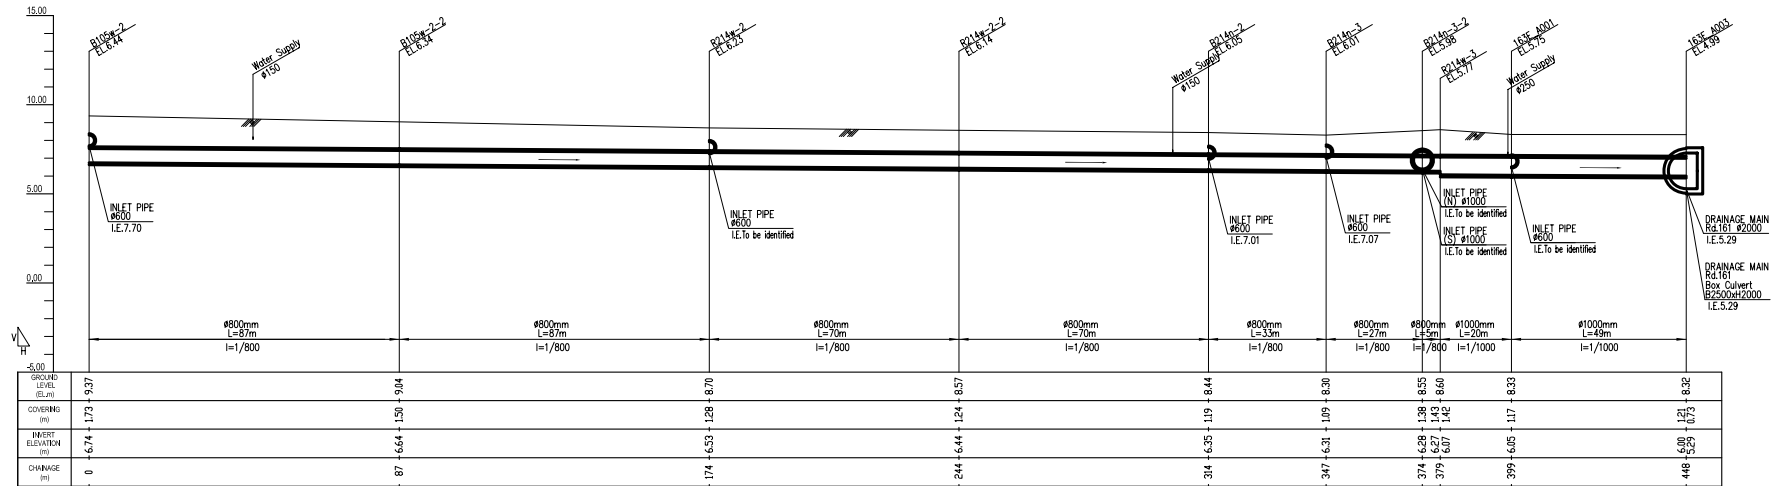 15.00
10.00
5.00
0.00
-5.00
V
H
B105w-2
EL.6.44
Water Supply
ø150
B105w-2-2
EL.6.34
R214w-2
EL.6.23
R214w-2-2
EL.6.14
Water Supply
ø150
B214n-2
EL.6.05
B214n-3
EL.6.01
B214n-3-2
EL.5.98
R214w-3
EL.5.77
163F_A001
EL.5.75
Water Supply
ø250
163F_A003
EL.4.99
INLET PIPE
ø600
I.E.7.70
INLET PIPE
ø600
I.E.To be identified
INLET PIPE
ø600
I.E.7.01
INLET PIPE
ø600
I.E.7.07
INLET PIPE
(N) ø1000
I.E.To be identified
INLET PIPE
(S) ø1000
I.E.To be identified
INLET PIPE
ø600
I.E.To be identified
DRAINAGE MAIN
Rd.161 ø2000
I.E.5.29
DRAINAGE MAIN
Rd.161
Box Culvert
B2500xH2000
I.E.5.29
ø800mm
L=87m
I=1/800
ø800mm
L=87m
I=1/800
ø800mm
L=70m
I=1/800
ø800mm
L=70m
I=1/800
ø800mm
L=33m
I=1/800
ø800mm
L=27m
I=1/800
ø800mm
L=5m
I=1/800
ø1000mm
L=20m
I=1/1000
ø1000mm
L=49m
I=1/1000
GROUND
LEVEL
(EL.m)
9.37 9.04 8.70 8.57 8.44 8.30 8.55 8.60 8.33 8.32
COVERING
(m)
1.73 1.50 1.28 1.24 1.19 1.09 1.38 1.43 1.42 1.17 1.21 0.73
INVERT
ELEVATION
(m)
6.74 6.64 6.53 6.44 6.35 6.31 6.28 6.27 6.07 6.05 6.00 5.29
CHAINAGE
(m)
0 87 174 244 314 347 374 379 399 448